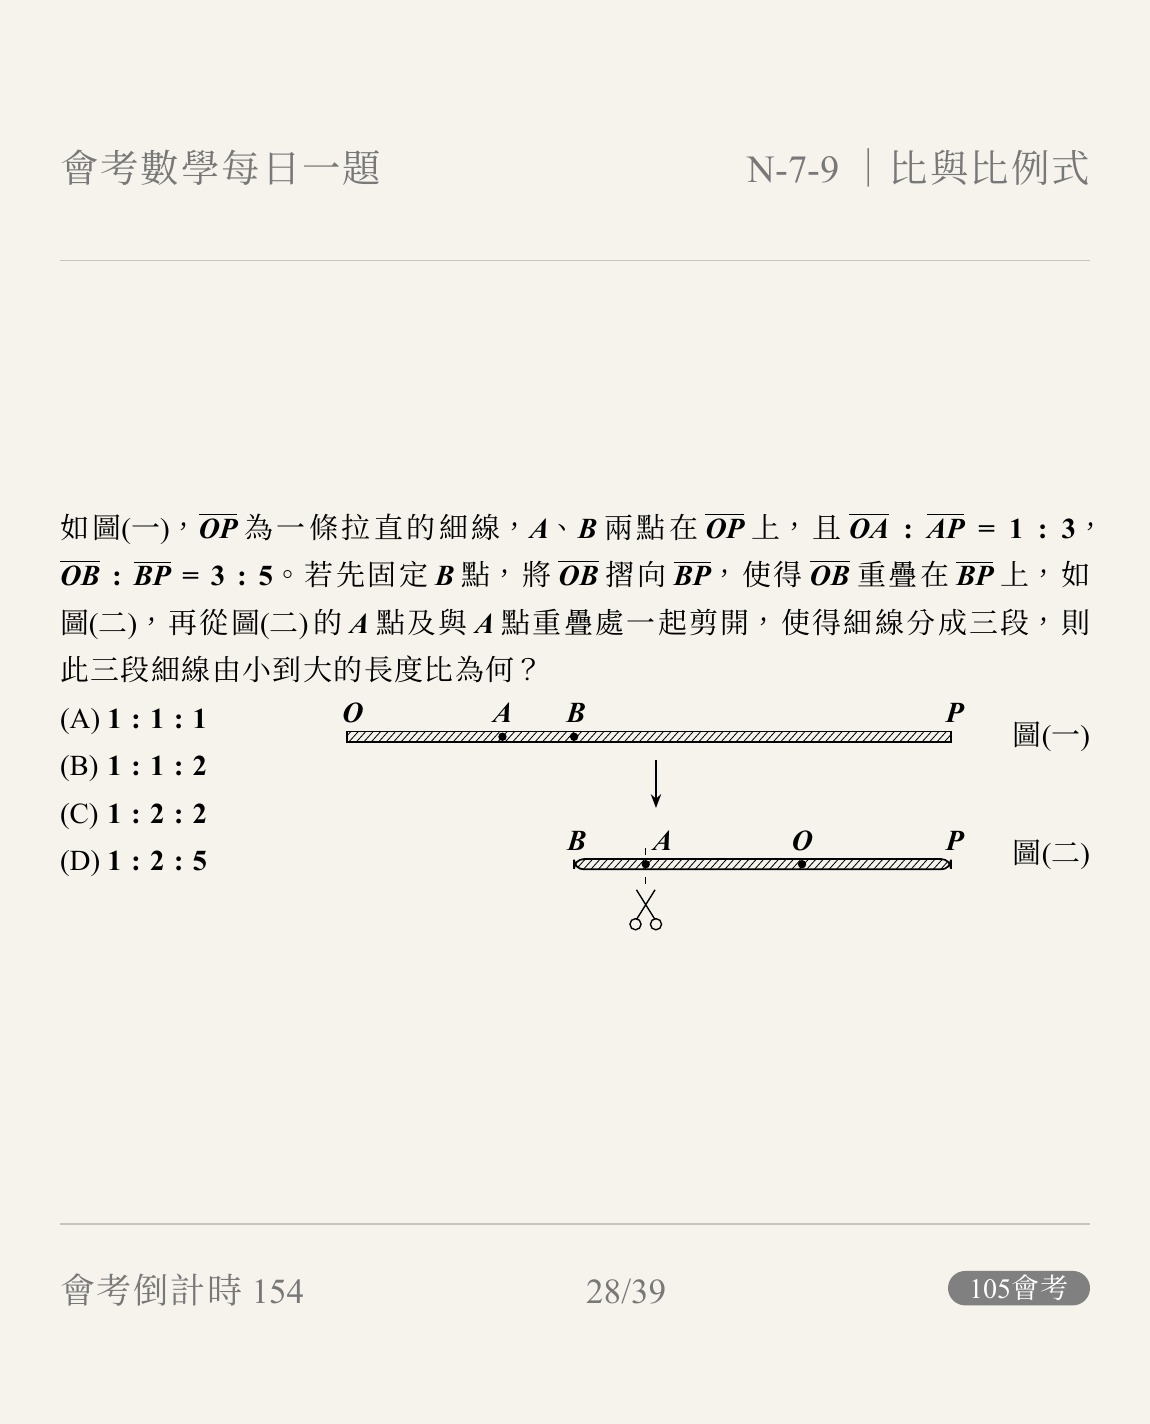 會考數學每日一題
N-7-9｜比與比例式
如圖(一)，OP 為一條拉直的細線，A、B 兩點在 OP 上，且 OA : AP = 1 : 3，
OB : BP = 3 : 5。若先固定 B 點，將 OB 摺向 BP，使得 OB 重疊在 BP 上，如
圖(二)，再從圖(二)的 A 點及與 A 點重疊處一起剪開，使得細線分成三段，則
此三段細線由小到大的長度比為何？
(A) 1 : 1 : 1
(B) 1 : 1 : 2
(C) 1 : 2 : 2
(D) 1 : 2 : 5
O A B P
圖(一)
B A O P
圖(二)
會考倒計時 154
28/39
105會考